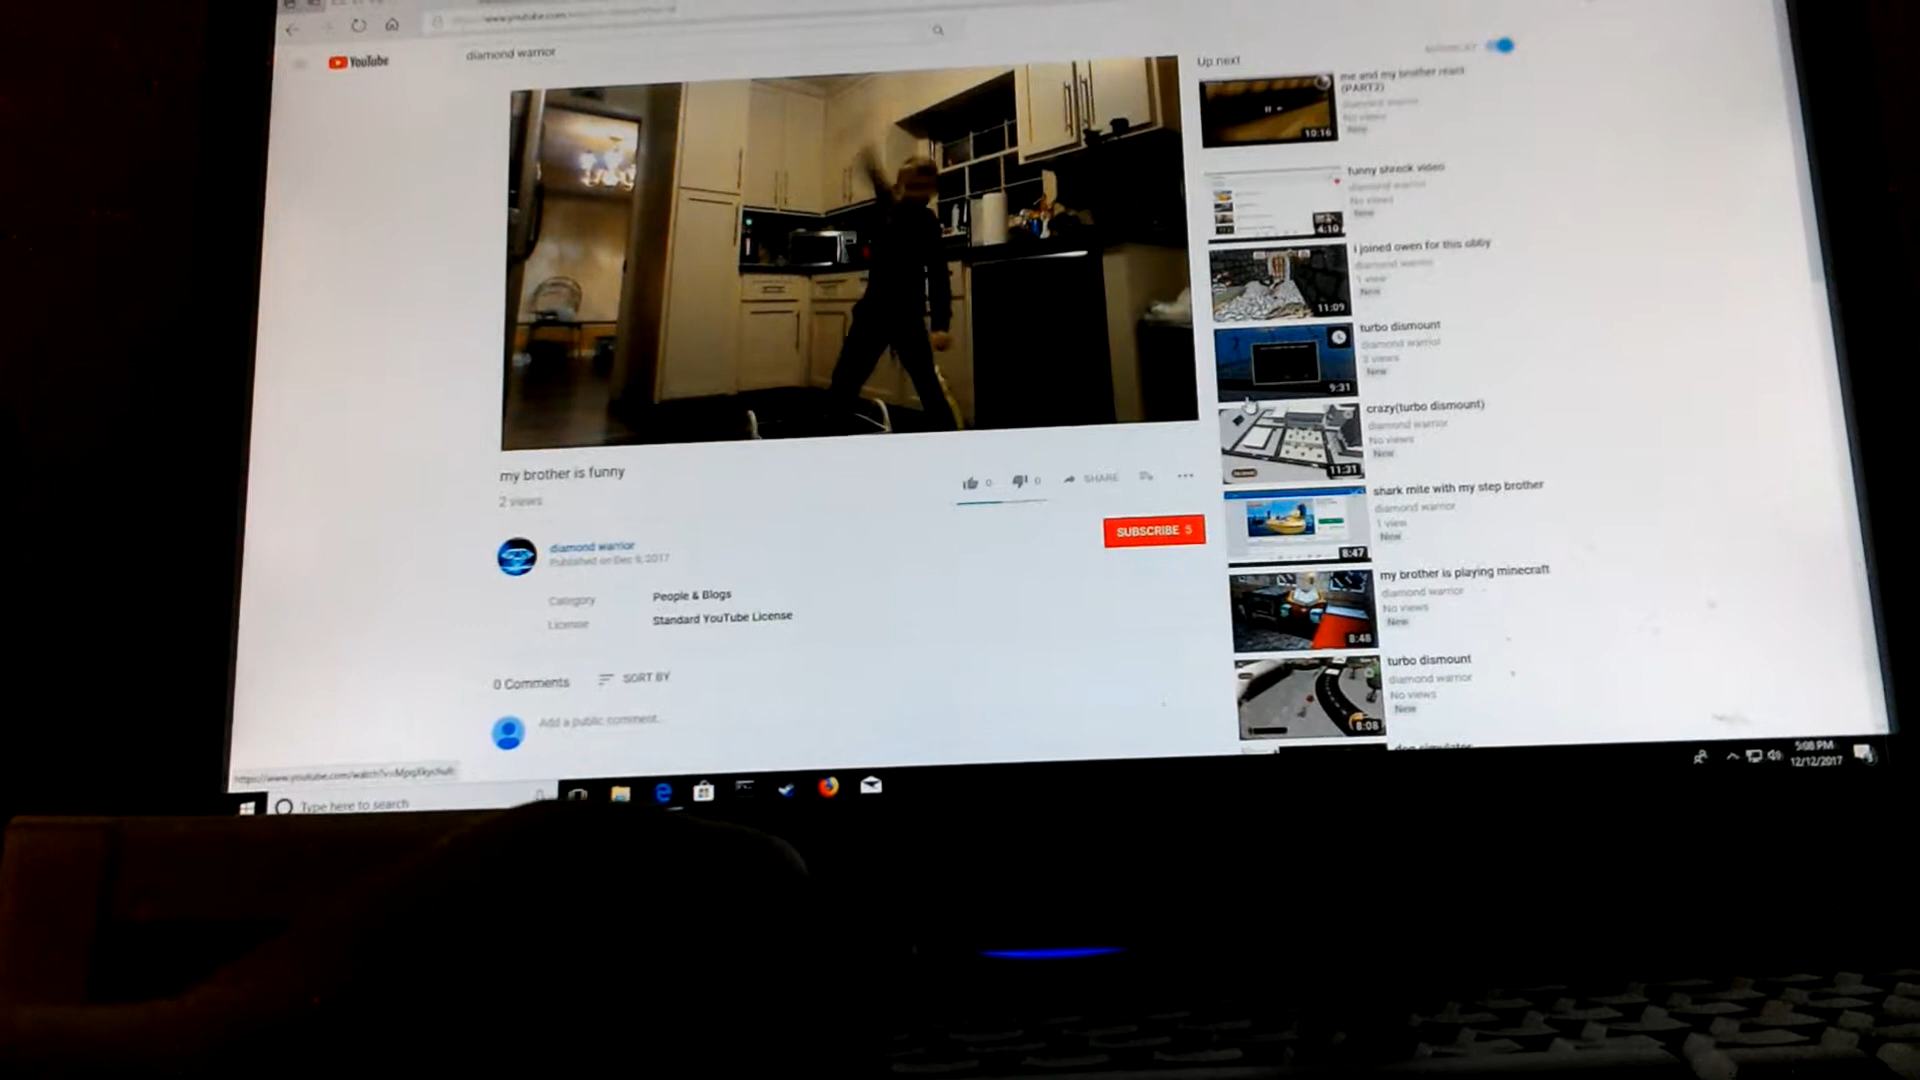 YouTube
diamond warrior
Up next
me and my brother react
(PART2)
diamond warrior
No views
New
10:16
funny shreck video
diamond warrior
No views
New
4:10
i joined owen for this obby
diamond warrior
1 view
New
11:09
turbo dismount
diamond warrior
views
New
9:31
crazy(turbo dismount)
diamond warrior
No views
New
11:31
shark mite with my step brother
diamond warrior
1 view
New
8:47
my brother is playing minecraft
diamond warrior
No views
New
8:48
turbo dismount
diamond warrior
No views
New
8:08
my brother is funny
2 views
0 0 SHARE
SUBSCRIBE 5
diamond warrior
Published on Dec 9, 2017
Category People & Blogs
License Standard YouTube License
0 Comments SORT BY
Add a public comment...
Type here to search
5:08 PM
12/12/2017